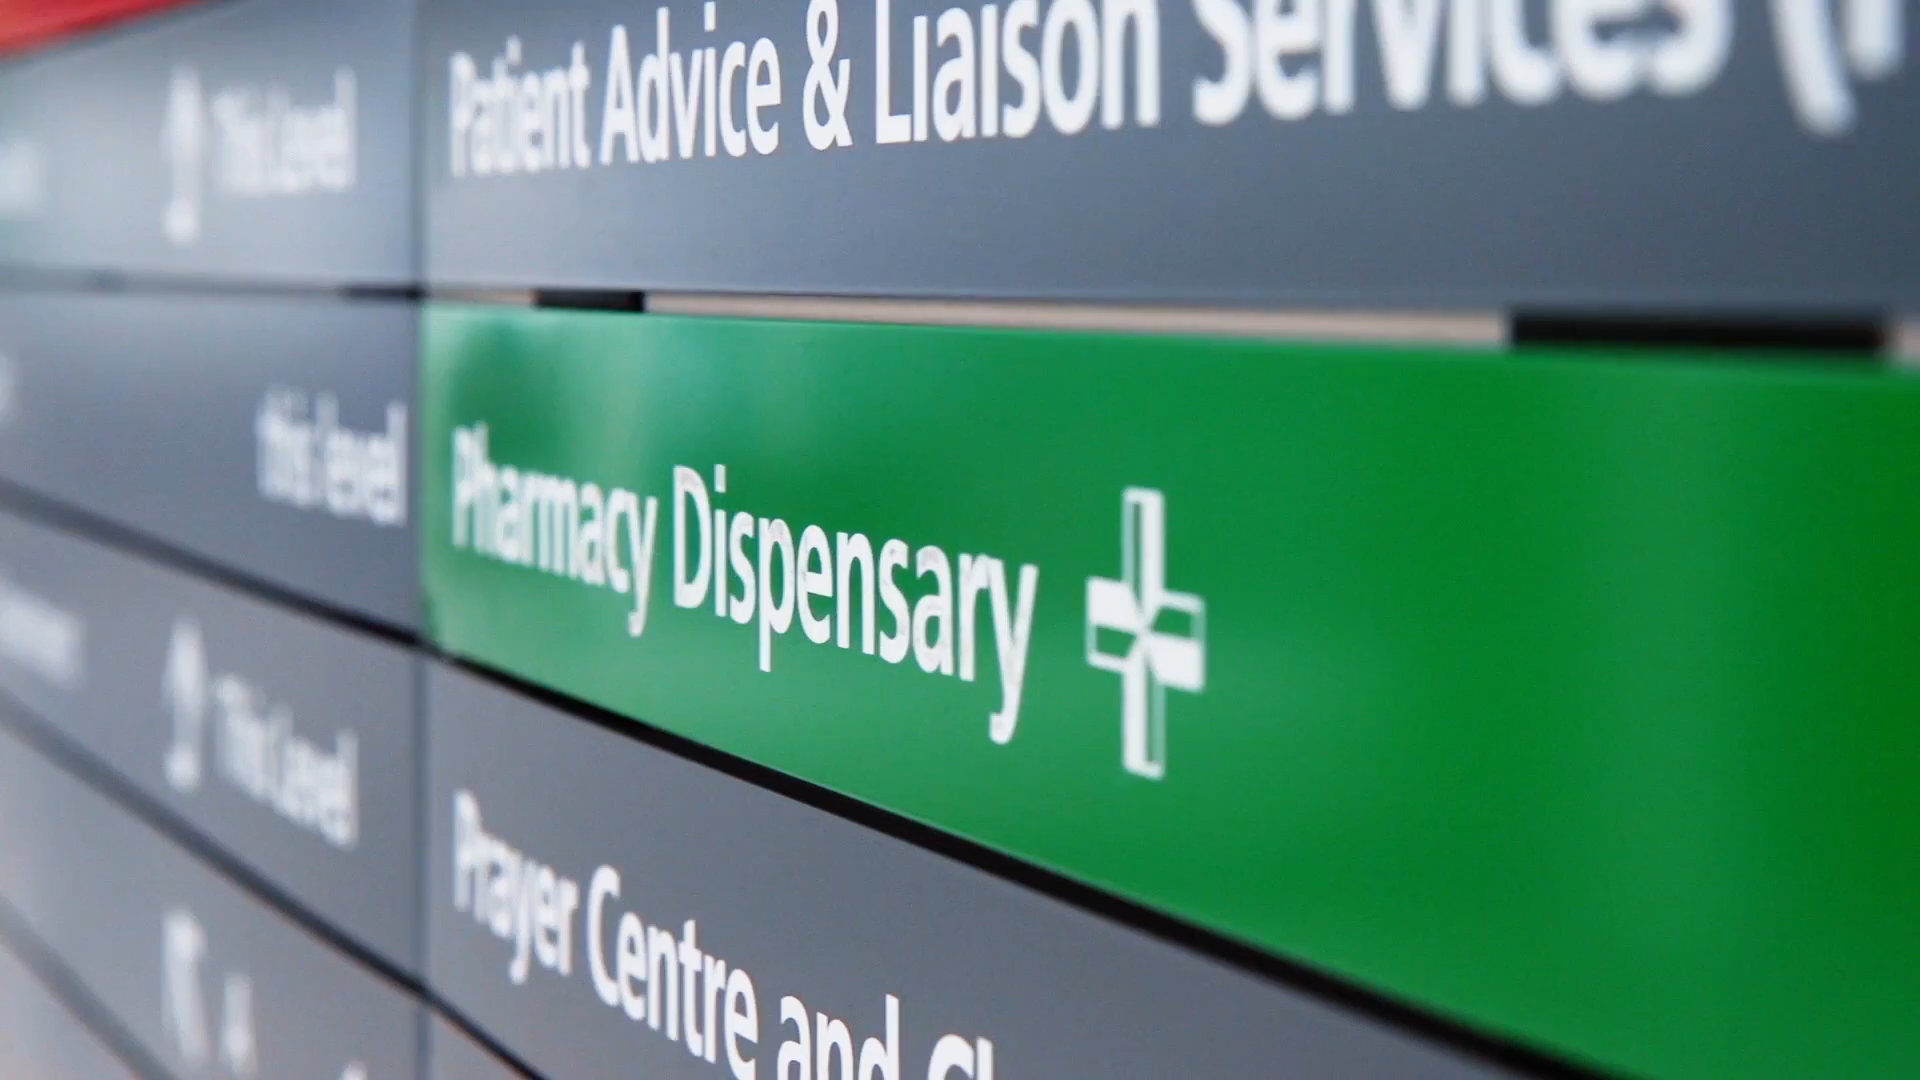 This Level
Patient Advice & Liaison Services (
this level
Pharmacy Dispensary
This Level
Prayer Centre and